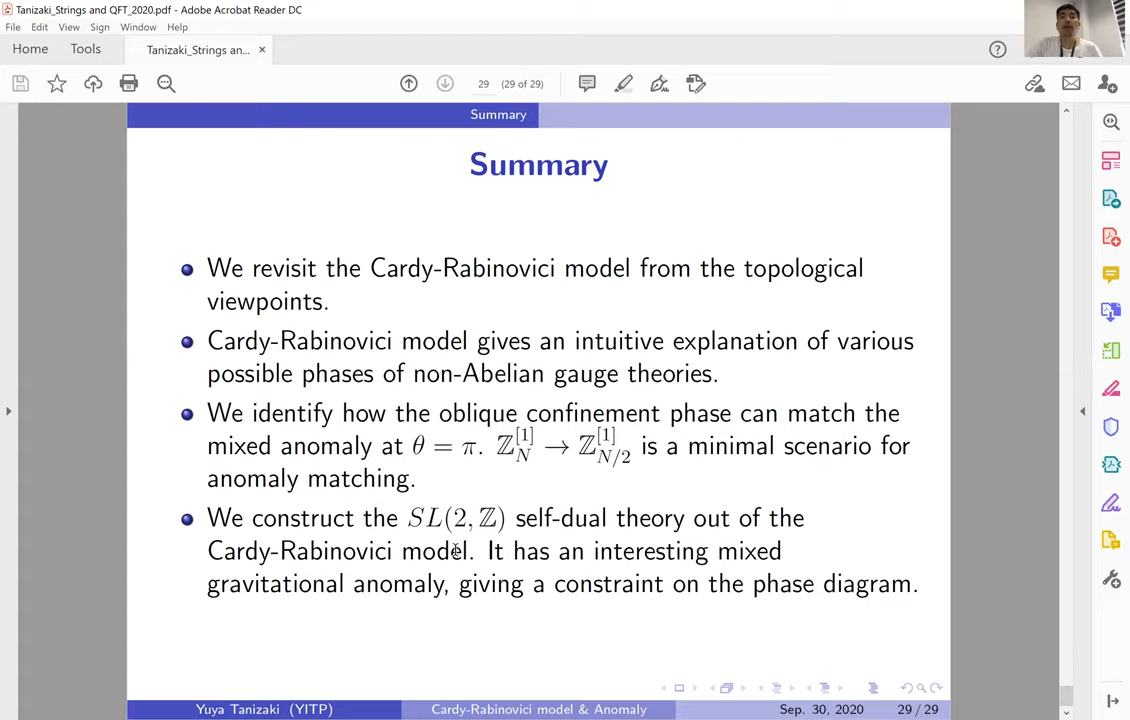 Tanizaki_Strings and QFT_2020.pdf - Adobe Acrobat Reader DC
File Edit View Sign Window Help
Home Tools Tanizaki_Strings an... ×
29 (29 of 29)
Summary
Summary
We revisit the Cardy-Rabinovici model from the topological
viewpoints.
Cardy-Rabinovici model gives an intuitive explanation of various
possible phases of non-Abelian gauge theories.
We identify how the oblique confinement phase can match the
mixed anomaly at θ = π. ℤ_N^{[1]} → ℤ_{N/2}^{[1]} is a minimal scenario for
anomaly matching.
We construct the SL(2, ℤ) self-dual theory out of the
Cardy-Rabinovici model. It has an interesting mixed
gravitational anomaly, giving a constraint on the phase diagram.
Yuya Tanizaki (YITP) Cardy-Rabinovici model & Anomaly Sep. 30, 2020 29 / 29